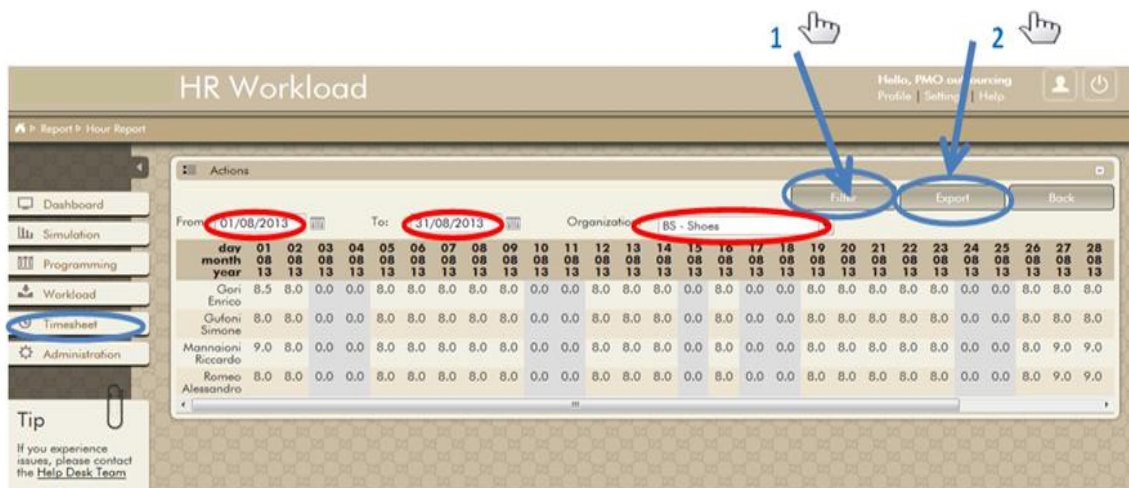 1 2
HR Workload
Hello, PMO outsourcing
Profile | Settings | Help
Report Hour Report
Actions
Filter Export Back
From: 01/08/2013 To: 31/08/2013 Organization BS - Shoes
Dashboard
Simulation
Programming
Workload
Timesheet
Administration
day 01 02 03 04 05 06 07 08 09 10 11 12 13 14 15 16 17 18 19 20 21 22 23 24 25 26 27 28
month 08 08 08 08 08 08 08 08 08 08 08 08 08 08 08 08 08 08 08 08 08 08 08 08 08 08 08 08
year 13 13 13 13 13 13 13 13 13 13 13 13 13 13 13 13 13 13 13 13 13 13 13 13 13 13 13 13
Gori 8.5 8.0 0.0 0.0 8.0 8.0 8.0 8.0 8.0 0.0 0.0 8.0 8.0 8.0 0.0 8.0 0.0 0.0 8.0 8.0 8.0 8.0 8.0 0.0 0.0 8.0 8.0 8.0
Enrico
Gufoni 8.0 8.0 0.0 0.0 8.0 8.0 8.0 8.0 8.0 0.0 0.0 8.0 8.0 8.0 0.0 8.0 0.0 0.0 8.0 8.0 8.0 8.0 8.0 0.0 0.0 8.0 8.0 8.0
Simone
Mannaioni 9.0 8.0 0.0 0.0 8.0 8.0 8.0 8.0 8.0 0.0 0.0 8.0 8.0 8.0 0.0 8.0 0.0 0.0 8.0 8.0 8.0 8.0 8.0 0.0 0.0 8.0 9.0 9.0
Riccardo
Romeo 8.0 8.0 0.0 0.0 8.0 8.0 8.0 8.0 8.0 0.0 0.0 8.0 8.0 8.0 0.0 8.0 0.0 0.0 8.0 8.0 8.0 8.0 8.0 0.0 0.0 8.0 9.0 9.0
Alessandro
Tip
If you experience
issues, please contact
the Help Desk Team